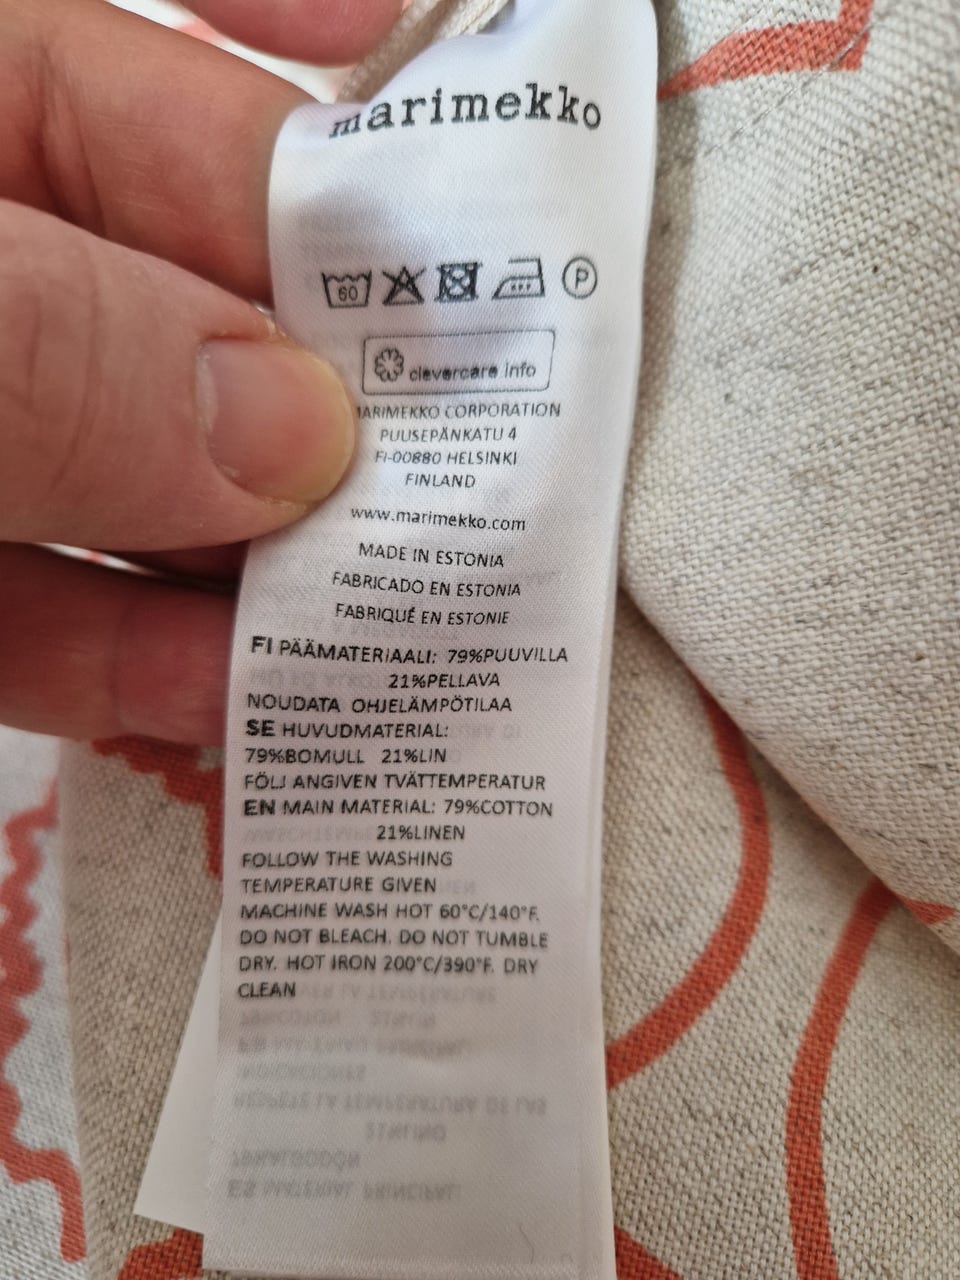 marimekko
60 P
clevercare.info
MARIMEKKO CORPORATION
PUUSEPÄNKATU 4
FI-00880 HELSINKI
FINLAND
www.marimekko.com
MADE IN ESTONIA
FABRICADO EN ESTONIA
FABRIQUÉ EN ESTONIE
FI PÄÄMATERIAALI: 79%PUUVILLA
21%PELLAVA
NOUDATA OHJELÄMPÖTILAA
SE HUVUDMATERIAL:
79%BOMULL 21%LIN
FÖLJ ANGIVEN TVÄTTEMPERATUR
EN MAIN MATERIAL: 79%COTTON
21%LINEN
FOLLOW THE WASHING
TEMPERATURE GIVEN
MACHINE WASH HOT 60°C/140°F.
DO NOT BLEACH. DO NOT TUMBLE
DRY. HOT IRON 200°C/390°F. DRY
CLEAN